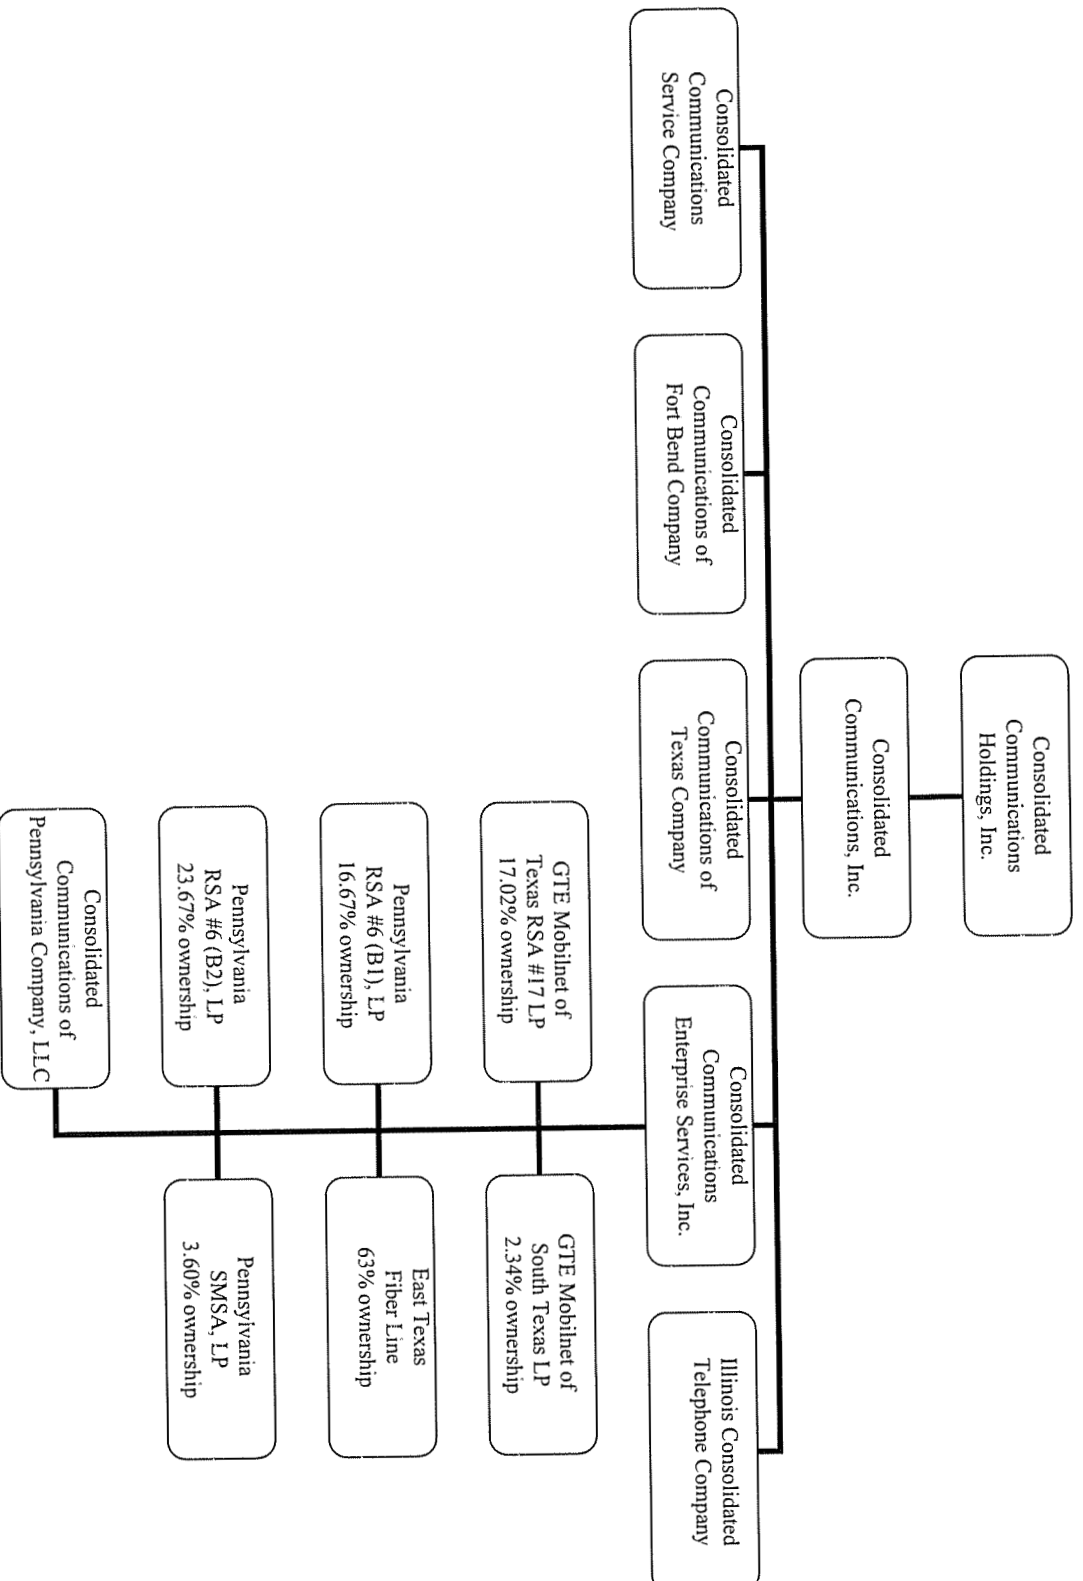 Consolidated
Communications
Holdings, Inc.
Consolidated
Communications, Inc.
Consolidated
Communications
Service Company
Consolidated
Communications of
Fort Bend Company
Consolidated
Communications of
Texas Company
Consolidated
Communications
Enterprise Services, Inc.
Illinois Consolidated
Telephone Company
GTE Mobilnet of
Texas RSA #17 LP
17.02% ownership
GTE Mobilnet of
South Texas LP
2.34% ownership
Pennsylvania
RSA #6 (B1), LP
16.67% ownership
East Texas
Fiber Line
63% ownership
Pennsylvania
RSA #6 (B2), LP
23.67% ownership
Pennsylvania
SMSA, LP
3.60% ownership
Consolidated
Communications of
Pennsylvania Company, LLC